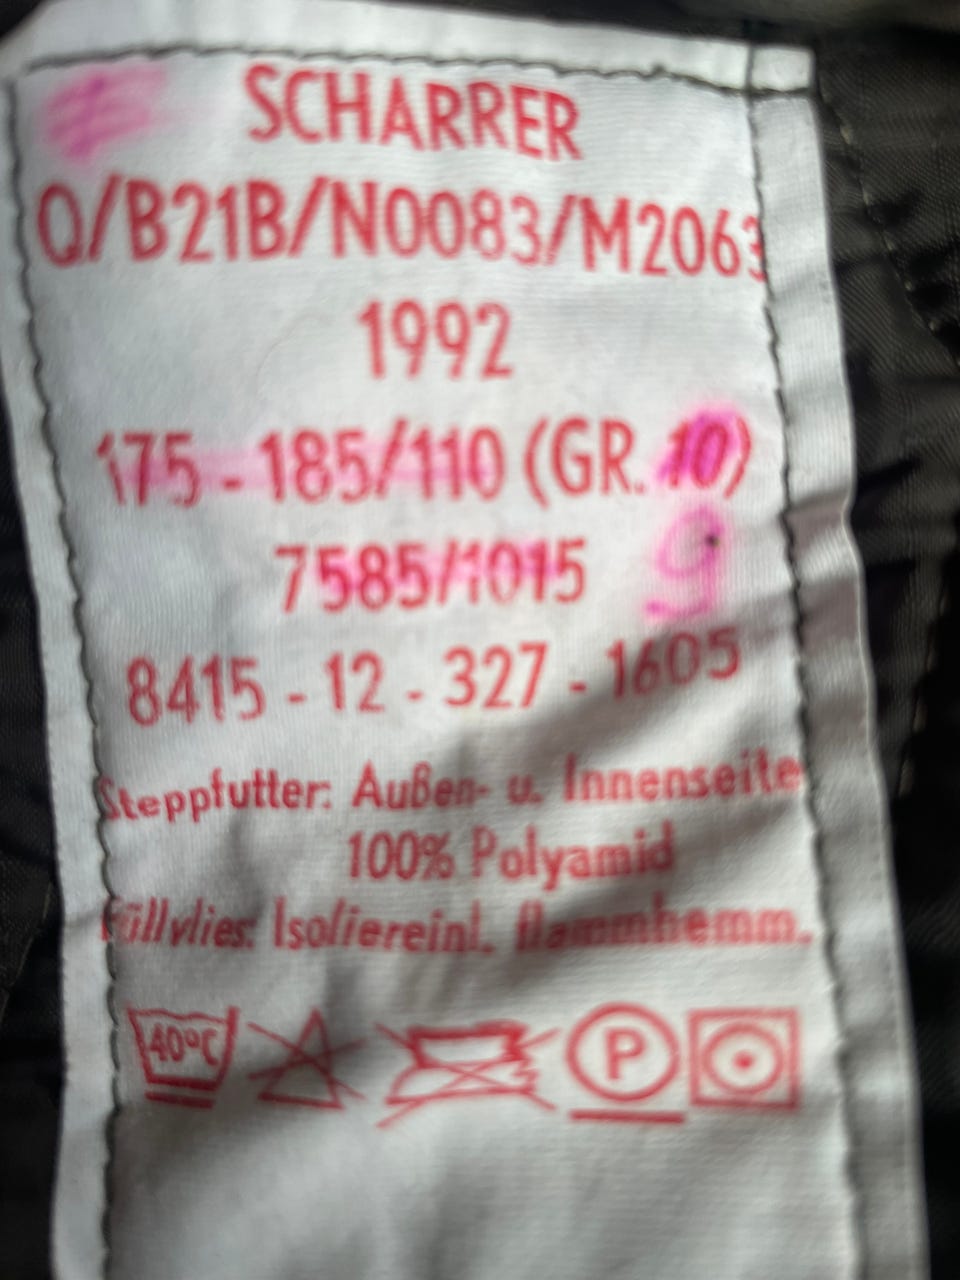 SCHARRER
Q/B21B/N0083/M2063
1992
175 - 185/110 (GR. 10)
7585/1015 9
8415 - 12 - 327 - 1605
Steppfutter: Außen- u. Innenseite
100% Polyamid
Füllvlies: Isoliereinl. flammhemm.
40°C P